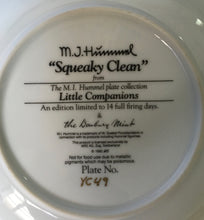 M.J. Hummel
"Squeaky Clean"
from
The M.I. Hummel plate collection
Little Companions
An edition limited to 14 full firing days.
&
the Danbury Mint
Not for food use due to metallic
pigments which may be poisonous
Plate No.
YC49